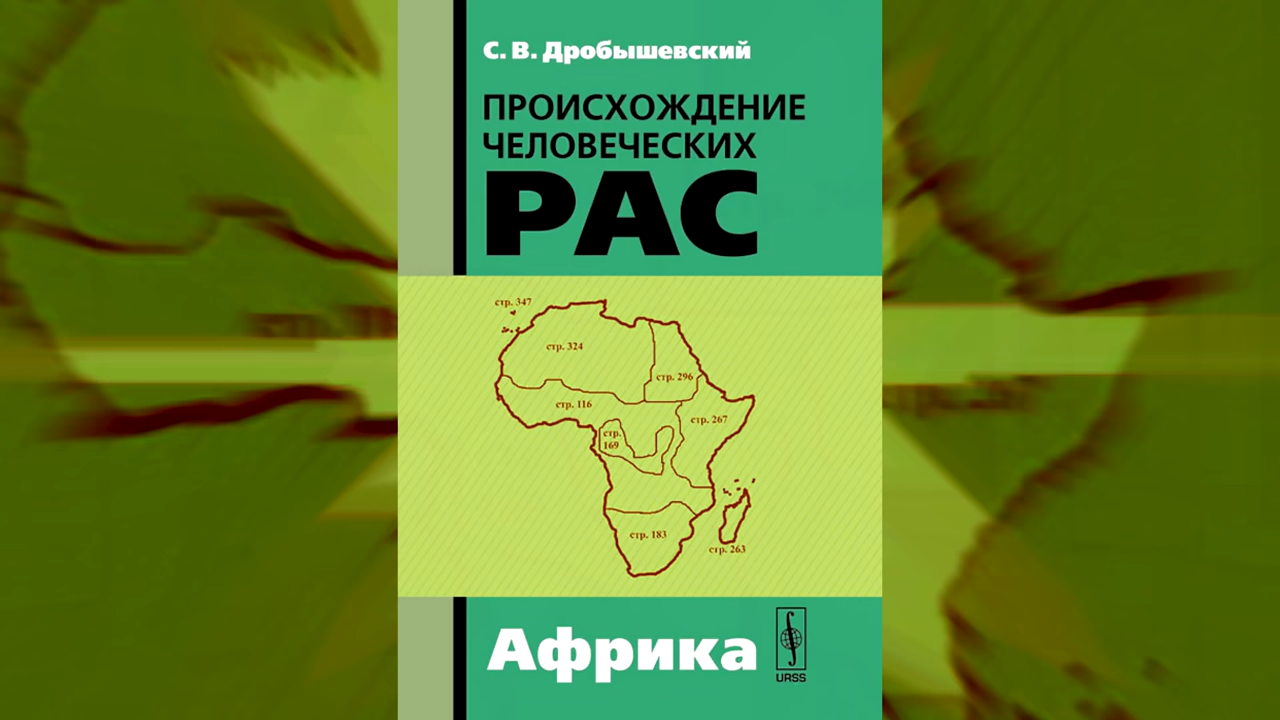 С. В. Дробышевский
ПРОИСХОЖДЕНИЕ
ЧЕЛОВЕЧЕСКИХ
РАС
стр. 347
стр. 324
стр. 296
стр. 116
стр. 267
стр.
169
стр. 183
стр. 263
Африка
URSS